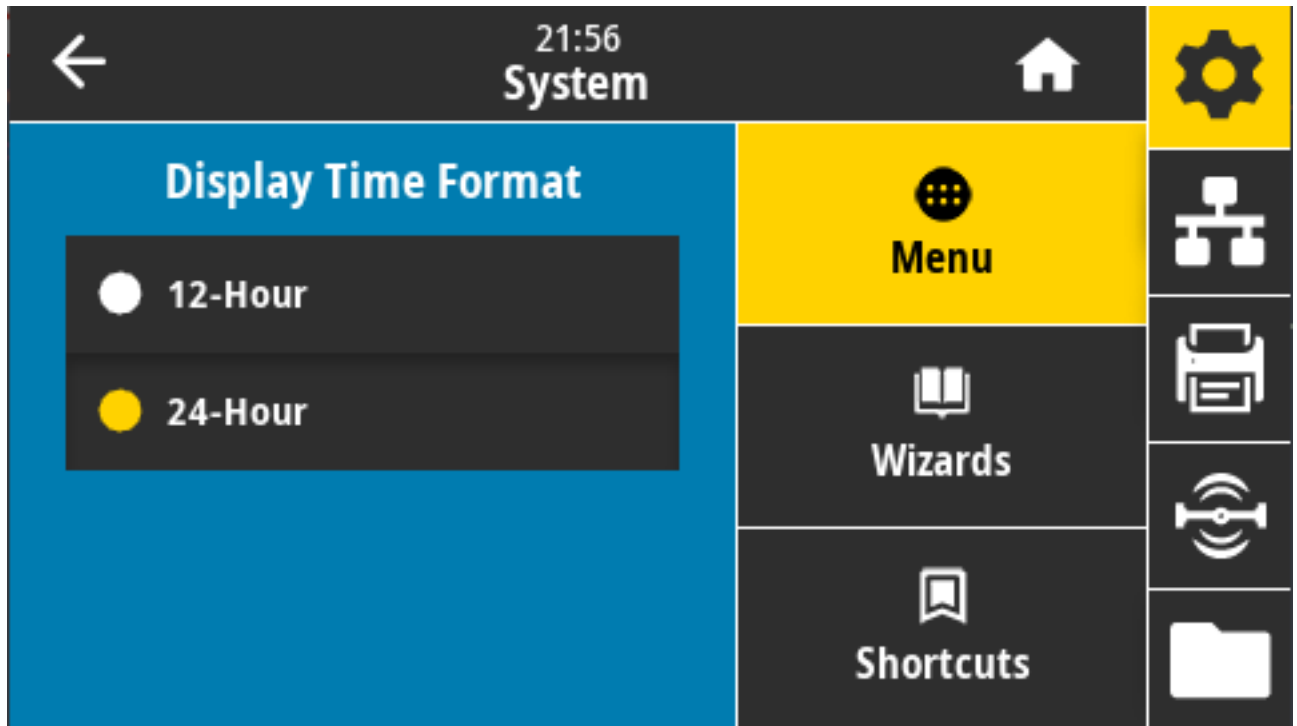 21:56
System
Display Time Format
12-Hour
24-Hour
Menu
Wizards
Shortcuts